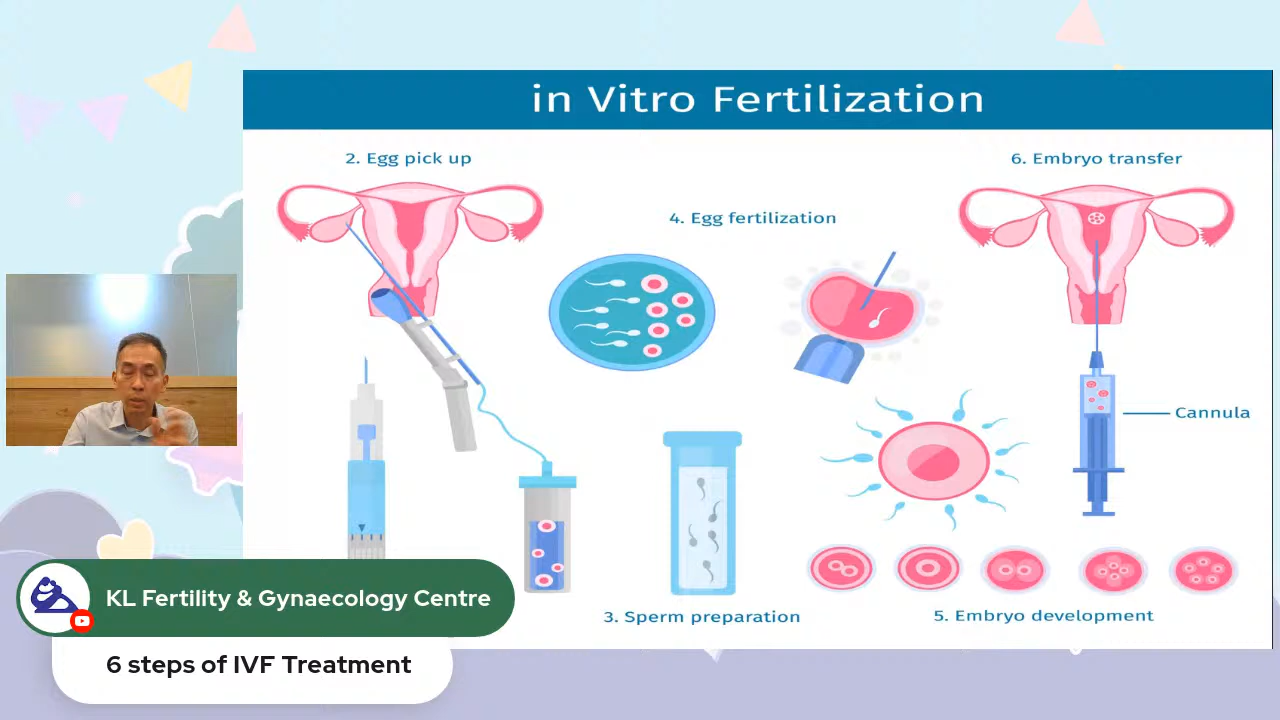 in Vitro Fertilization
2. Egg pick up
6. Embryo transfer
4. Egg fertilization
Cannula
3. Sperm preparation
5. Embryo development
KL Fertility & Gynaecology Centre
6 steps of IVF Treatment